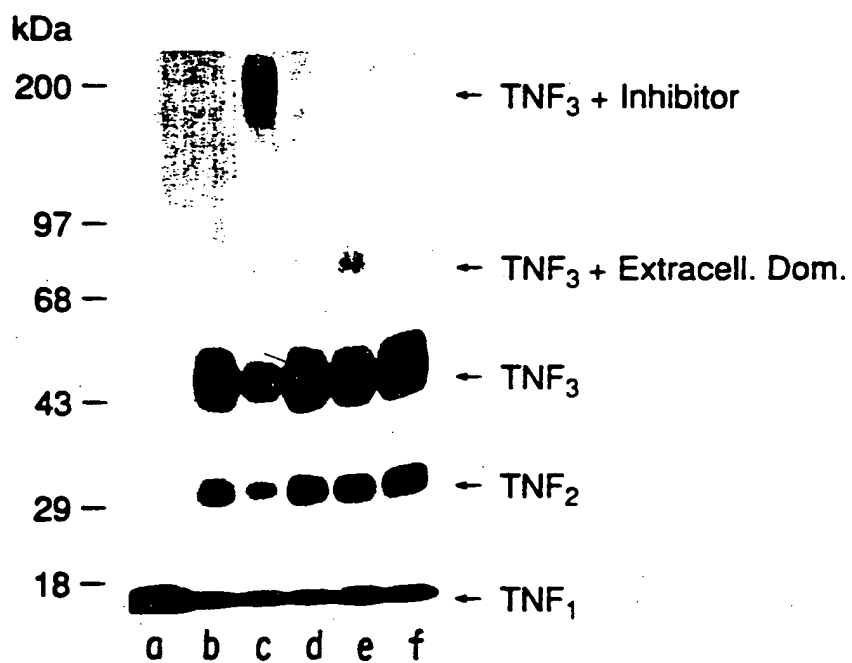 kDa
200 — ← TNF₃ + Inhibitor
97 —
← TNF₃ + Extracell. Dom.
68 —
← TNF₃
43 —
← TNF₂
29 —
18 — ← TNF₁
a b c d e f